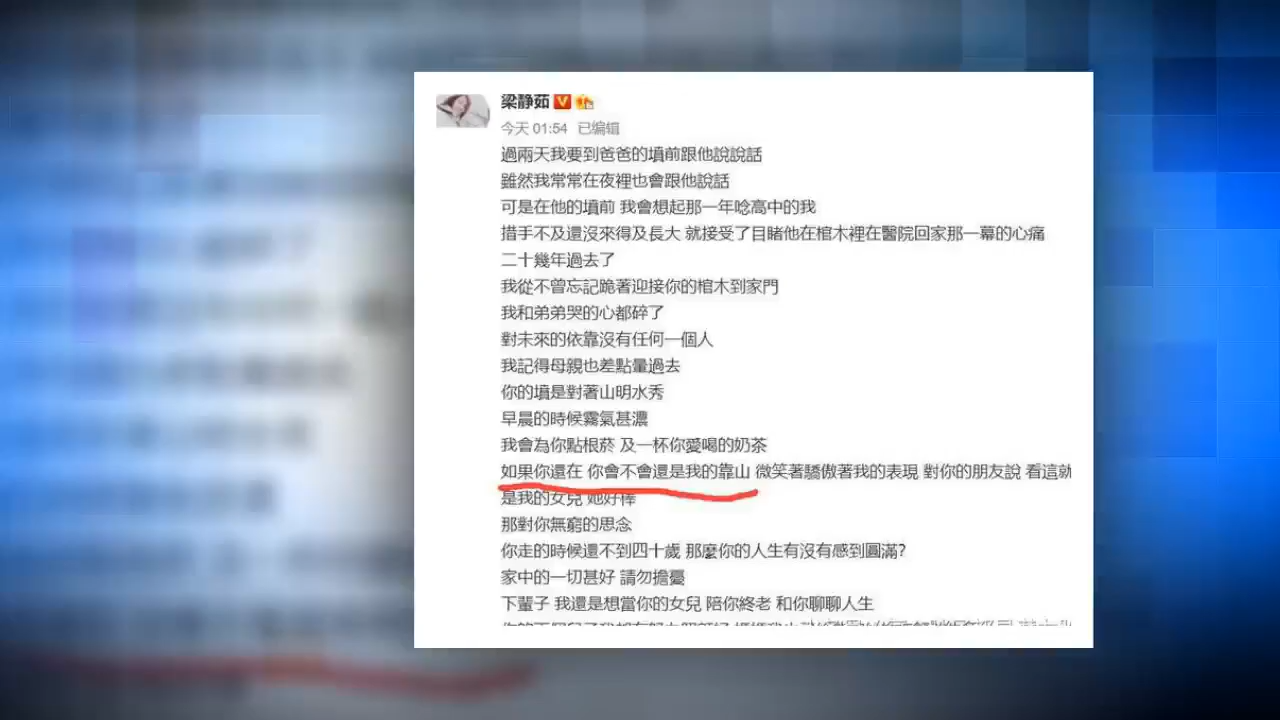 梁静茹
今天 01:54 已编辑
過兩天我要到爸爸的墳前跟他說說話
雖然我常常在夜裡也會跟他說話
可是在他的墳前 我會想起那一年唸高中的我
措手不及還沒來得及長大 就接受了目睹他在棺木裡在醫院回家那一幕的心痛
二十幾年過去了
我從不曾忘記跪著迎接你的棺木到家門
我和弟弟哭的心都碎了
對未來的依靠沒有任何一個人
我記得母親也差點暈過去
你的墳是對著山明水秀
早晨的時候霧氣甚濃
我會為你點根菸 及一杯你愛喝的奶茶
如果你還在 你會不會還是我的靠山 微笑著驕傲著我的表現 對你的朋友說 看這就
是我的女兒 她好棒
那對你無窮的思念
你走的時候還不到四十歲 那麼你的人生有沒有感到圓滿?
家中的一切甚好 請勿擔憂
下輩子 我還是想當你的女兒 陪你終老 和你聊聊人生